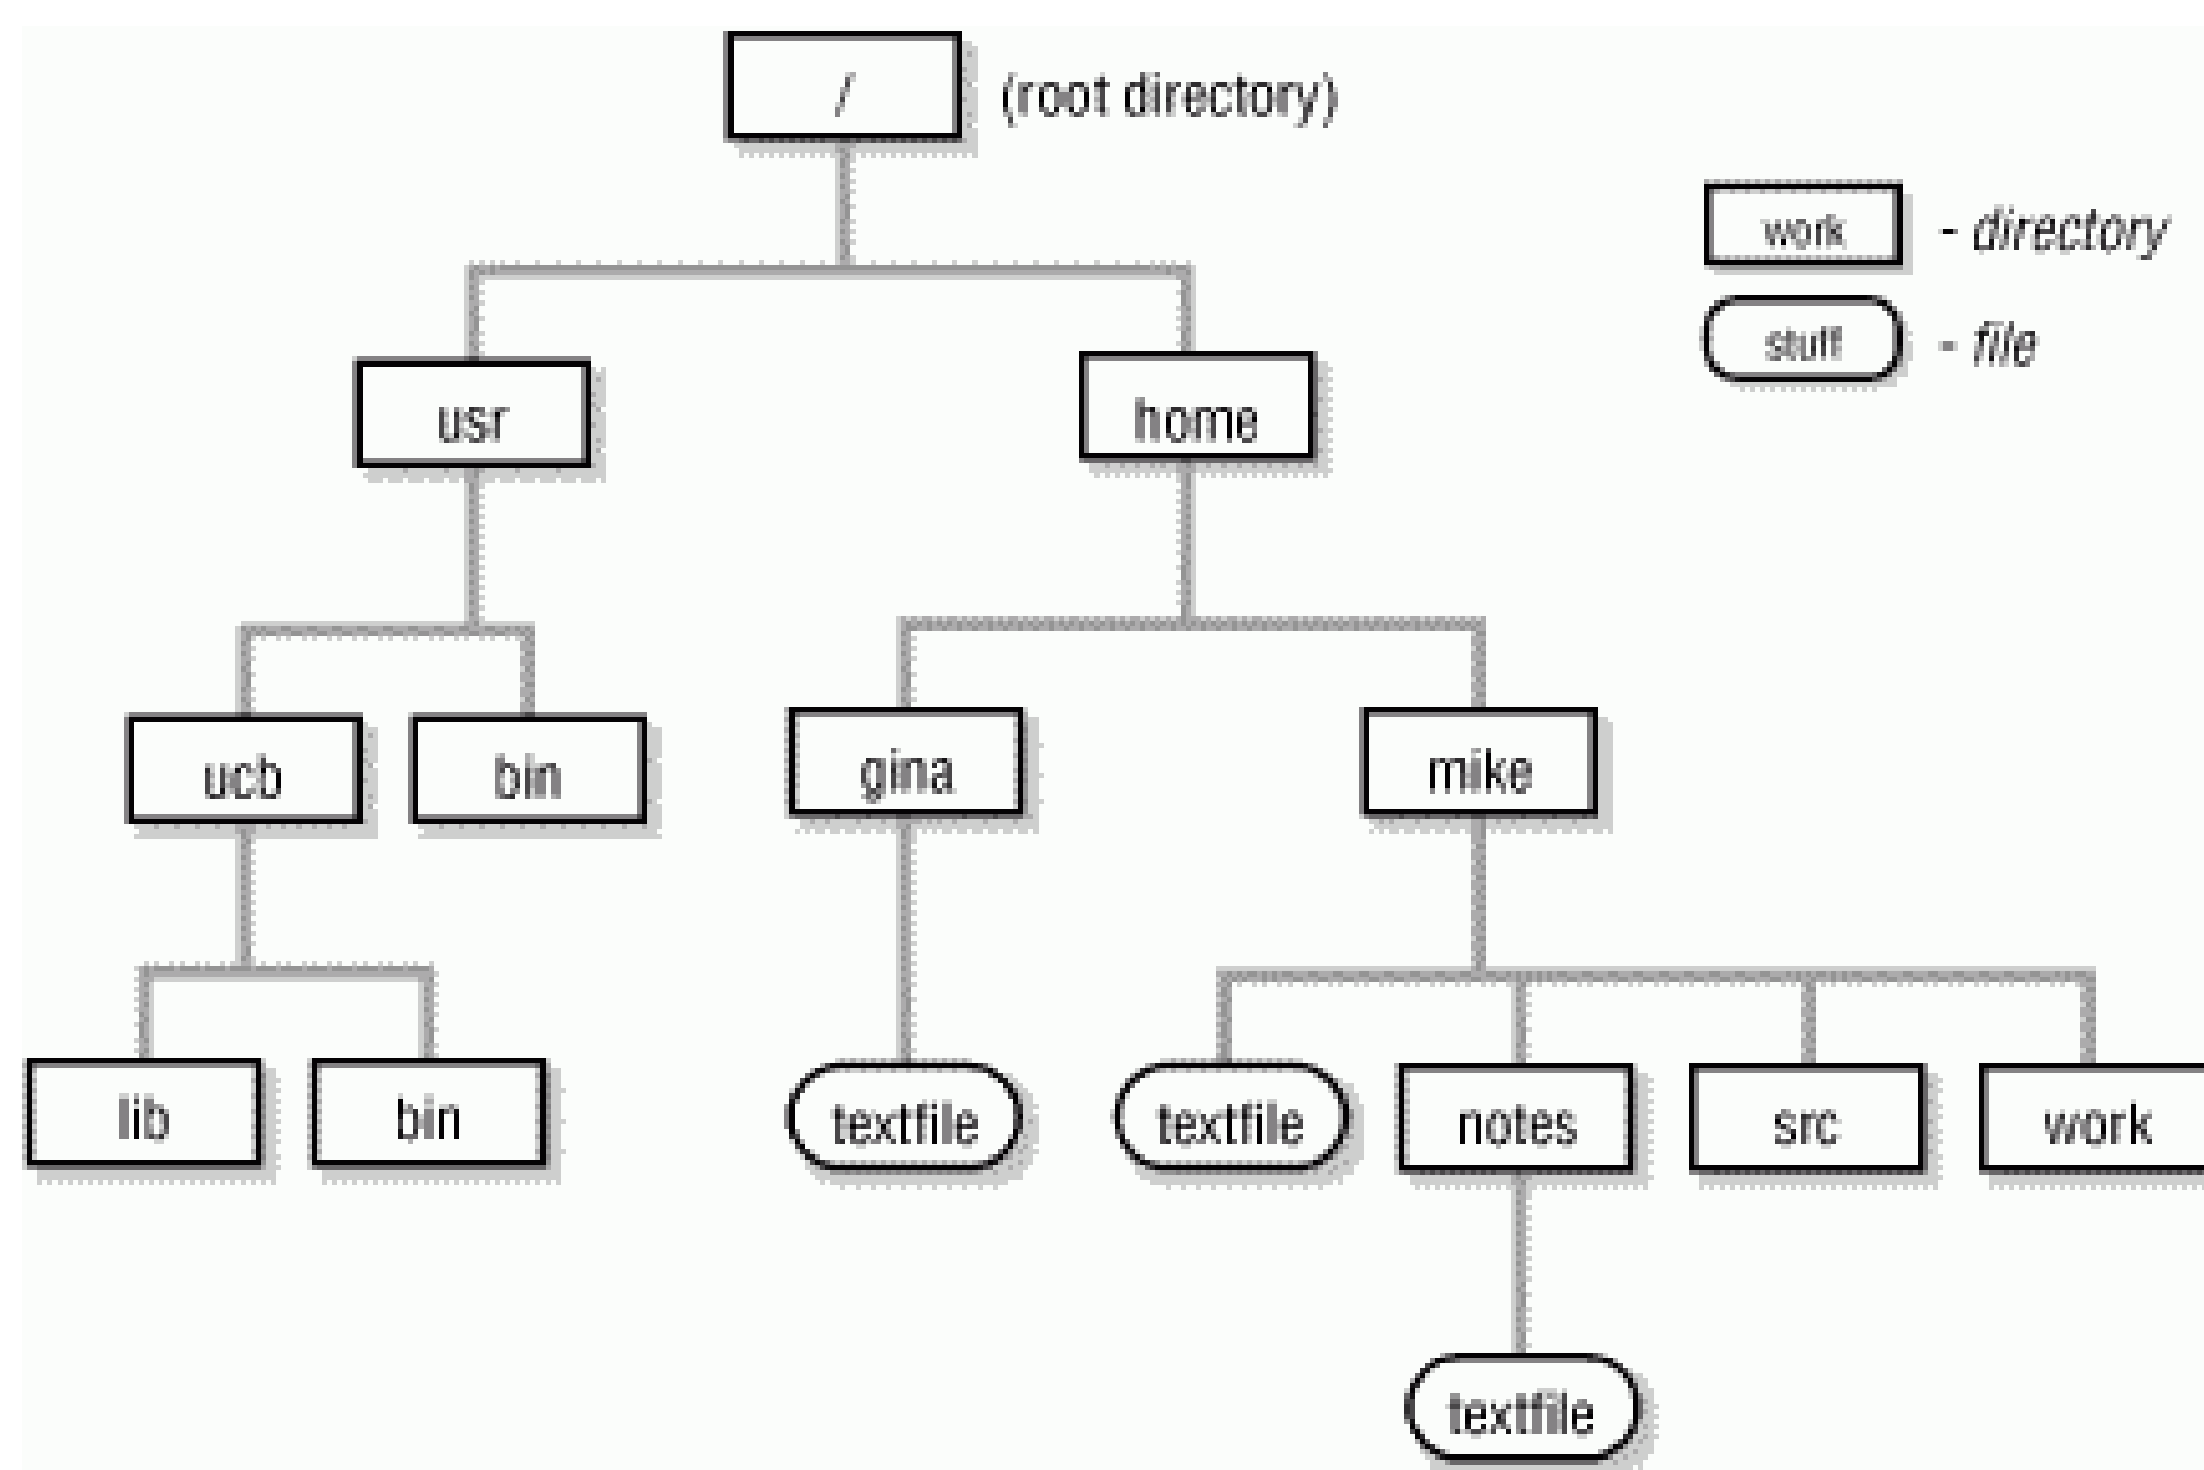 / (root directory)
work - directory
stuff - file
usr home
ucb bin gina mike
lib bin textfile textfile notes src work
textfile